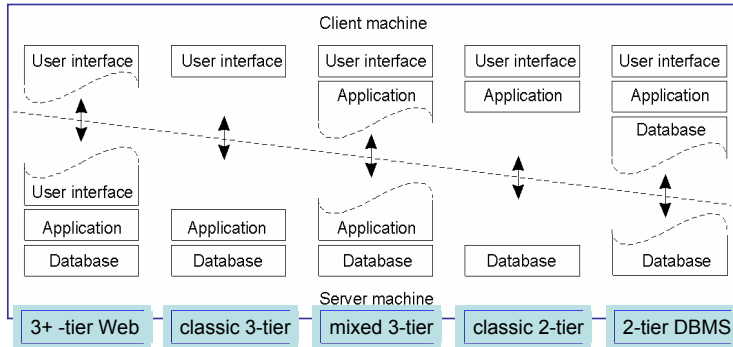 Client machine
User interface User interface User interface User interface User interface
Application Application Application
Database
User interface
Application Application Application
Database Database Database Database Database
Server machine
3+ -tier Web classic 3-tier mixed 3-tier classic 2-tier 2-tier DBMS